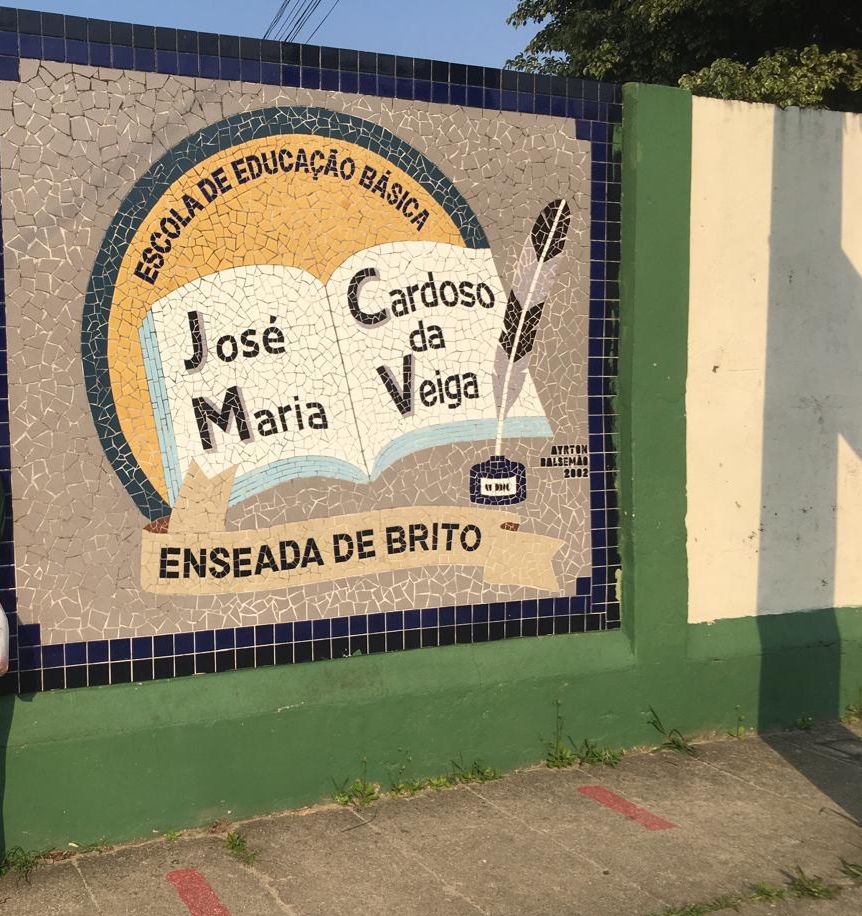 ESCOLA DE EDUCAÇÃO BÁSICA
José
Maria
Cardoso
da
Veiga
AYRTON
BALSEMÃO
2002
ENSEADA DE BRITO